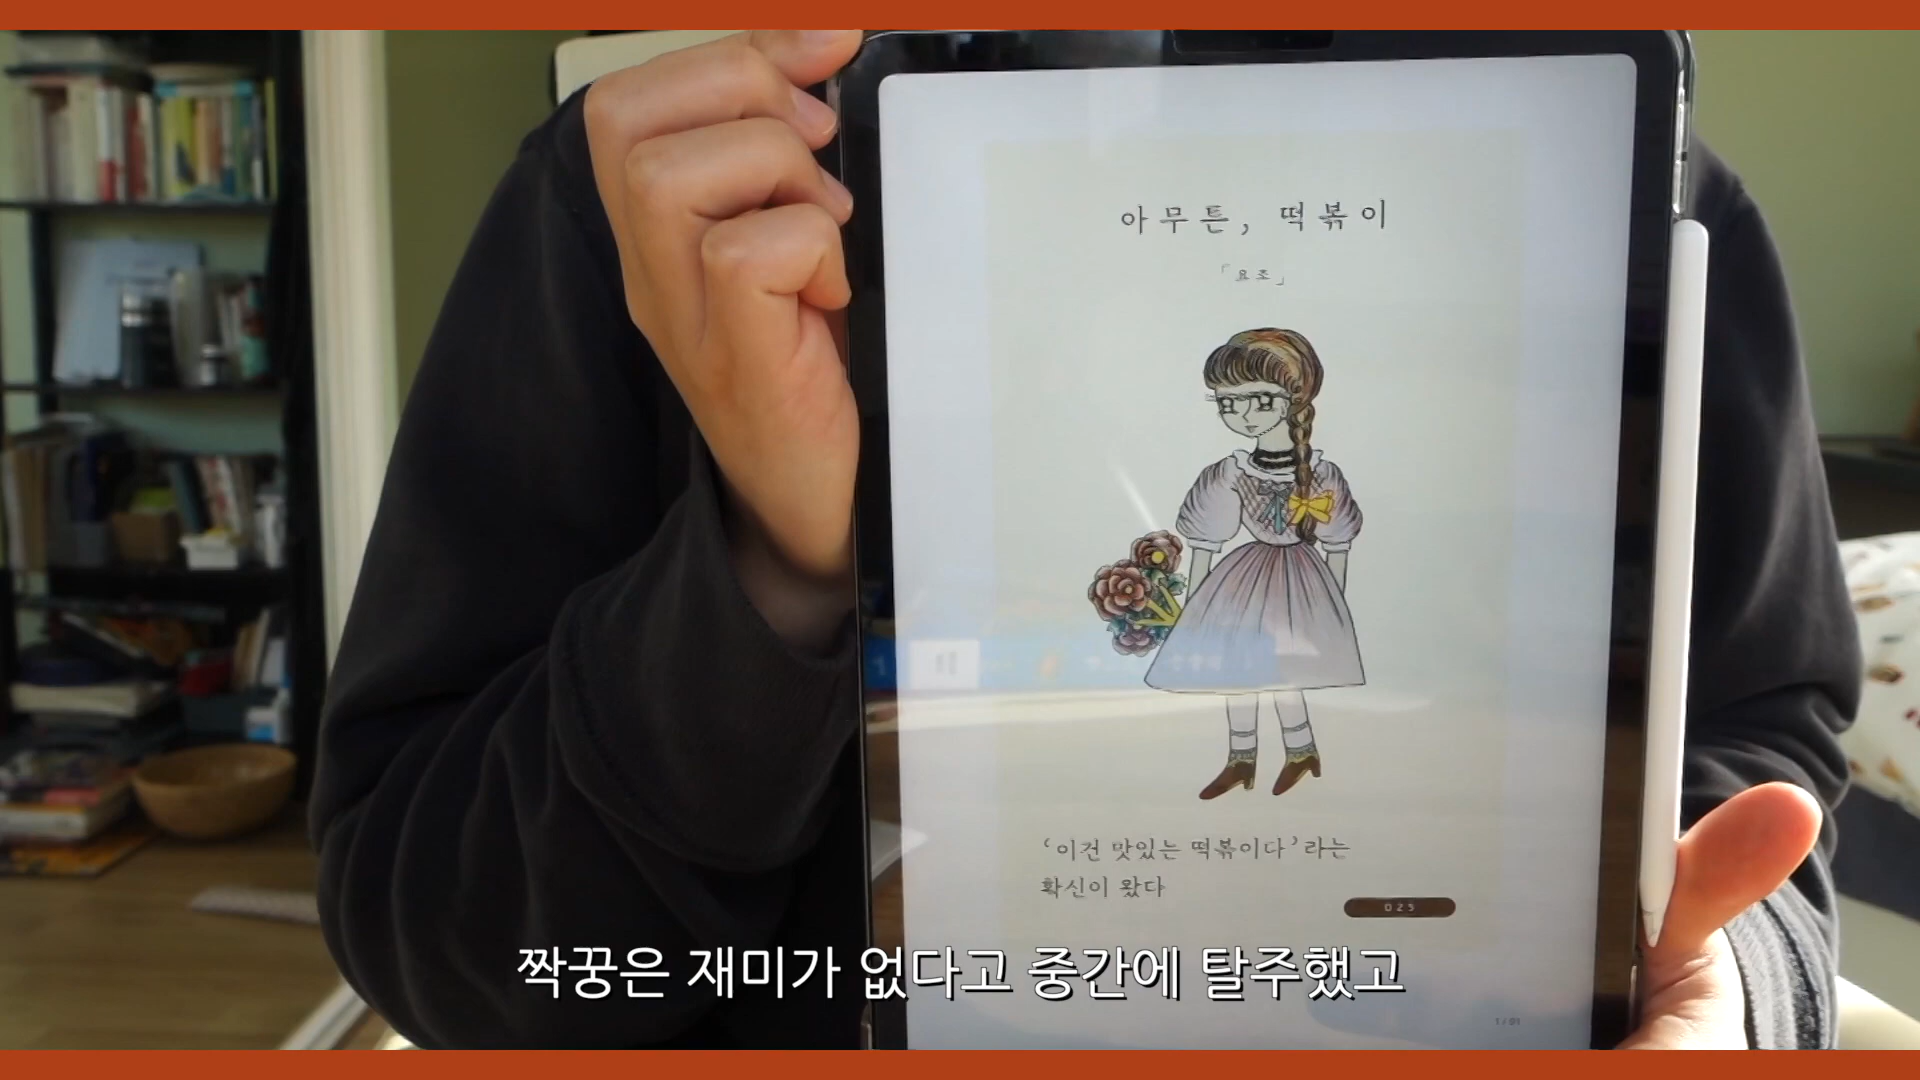 아무튼, 떡볶이
「요조」
‘이건 맛있는 떡볶이다’라는
확신이 왔다
025
짝꿍은 재미가 없다고 중간에 탈주했고